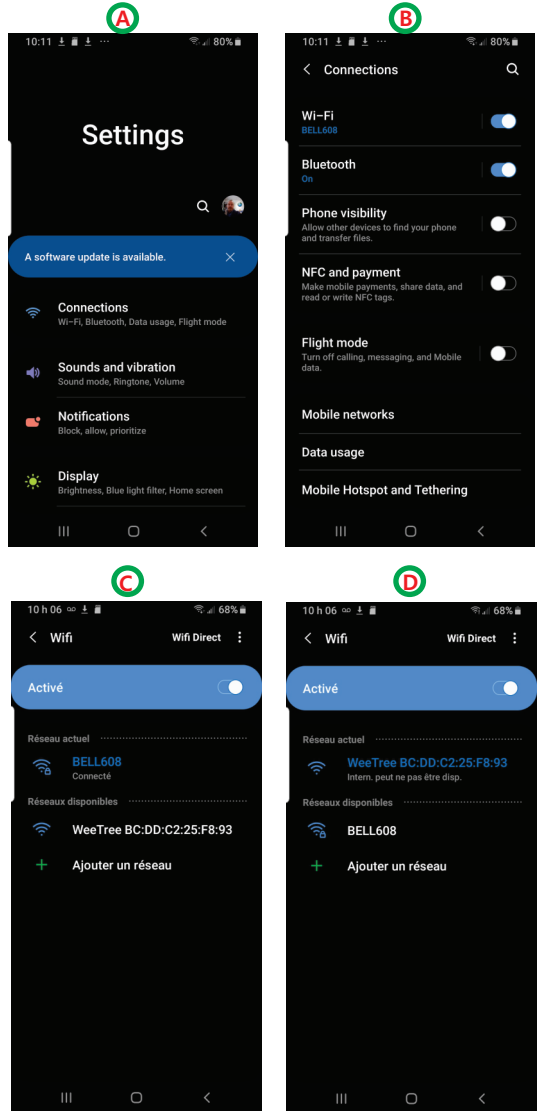 A
10:11 ··· 80%
Settings
A software update is available.
Connections
Wi-Fi, Bluetooth, Data usage, Flight mode
Sounds and vibration
Sound mode, Ringtone, Volume
Notifications
Block, allow, prioritize
Display
Brightness, Blue light filter, Home screen
B
10:11 ··· 80%
Connections
Wi-Fi
BELL608
Bluetooth
On
Phone visibility
Allow other devices to find your phone
and transfer files.
NFC and payment
Make mobile payments, share data, and
read or write NFC tags.
Flight mode
Turn off calling, messaging, and Mobile
data.
Mobile networks
Data usage
Mobile Hotspot and Tethering
C
10 h 06 68%
Wifi Wifi Direct
Activé
Réseau actuel
BELL608
Connecté
Réseaux disponibles
WeeTree BC:DD:C2:25:F8:93
Ajouter un réseau
D
10 h 06 68%
Wifi Wifi Direct
Activé
Réseau actuel
WeeTree BC:DD:C2:25:F8:93
Intern. peut ne pas être disp.
Réseaux disponibles
BELL608
Ajouter un réseau